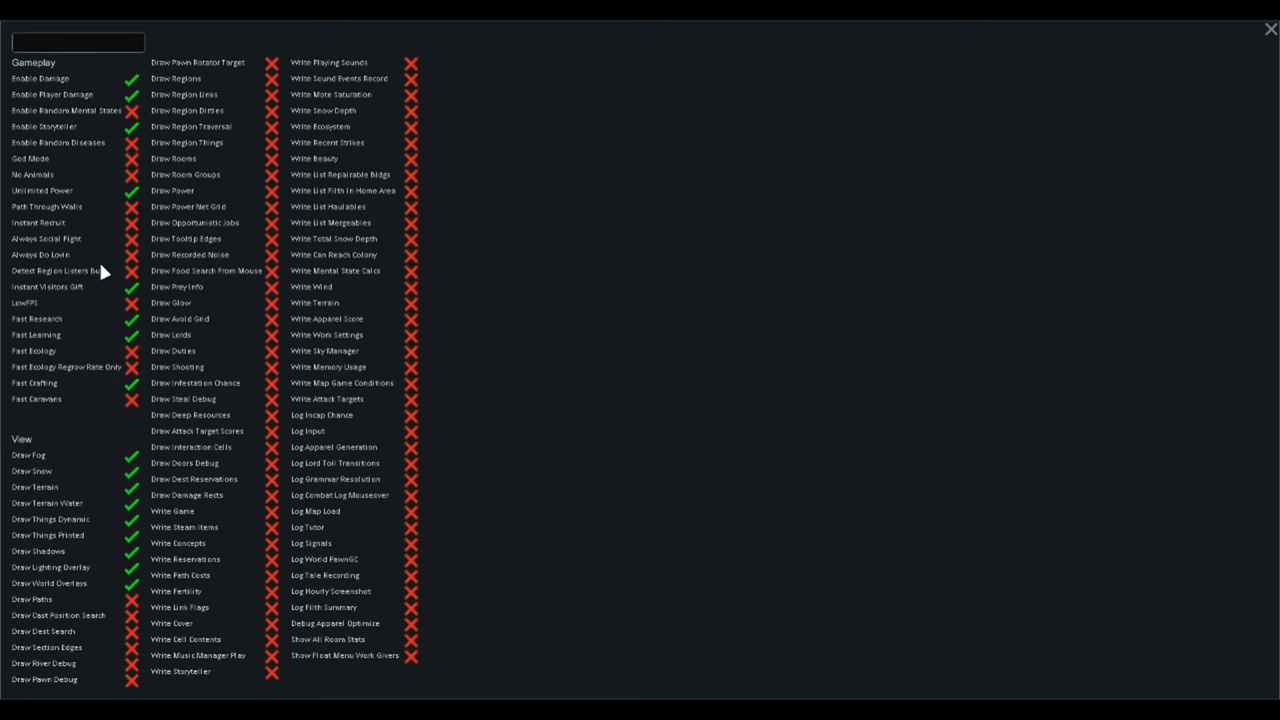 Gameplay
Enable Damage
Enable Player Damage
Enable Random Mental States
Enable Storyteller
Enable Random Diseases
God Mode
No Animals
Unlimited Power
Path Through Walls
Instant Recruit
Always Social Fight
Always Do Lovin
Detect Region Listers Bu
Instant Visitors Gift
LowFPS
Fast Research
Fast Learning
Fast Ecology
Fast Ecology Regrow Rate Only
Fast Crafting
Fast Caravans
View
Draw Fog
Draw Snow
Draw Terrain
Draw Terrain Water
Draw Things Dynamic
Draw Things Printed
Draw Shadows
Draw Lighting Overlay
Draw World Overlays
Draw Paths
Draw Cast Position Search
Draw Dest Search
Draw Section Edges
Draw River Debug
Draw Pawn Debug
Draw Pawn Rotator Target
Draw Regions
Draw Region Links
Draw Region Dirties
Draw Region Traversal
Draw Region Things
Draw Rooms
Draw Room Groups
Draw Power
Draw Power Net Grid
Draw Opportunistic Jobs
Draw Tooltip Edges
Draw Recorded Noise
Draw Food Search From Mouse
Draw Prey Info
Draw Glow
Draw Avoid Grid
Draw Lords
Draw Duties
Draw Shooting
Draw Infestation Chance
Draw Steal Debug
Draw Deep Resources
Draw Attack Target Scores
Draw Interaction Cells
Draw Doors Debug
Draw Dest Reservations
Draw Damage Rects
Write Game
Write Steam Items
Write Concepts
Write Reservations
Write Path Costs
Write Fertility
Write Link Flags
Write Cover
Write Cell Contents
Write Music Manager Play
Write Storyteller
Write Playing Sounds
Write Sound Events Record
Write Mote Saturation
Write Snow Depth
Write Ecosystem
Write Recent Strikes
Write Beauty
Write List Repairable Bldgs
Write List Filth In Home Area
Write List Haulables
Write List Mergeables
Write Total Snow Depth
Write Can Reach Colony
Write Mental State Calcs
Write Wind
Write Terrain
Write Apparel Score
Write Work Settings
Write Sky Manager
Write Memory Usage
Write Map Game Conditions
Write Attack Targets
Log Incap Chance
Log Input
Log Apparel Generation
Log Lord Toil Transitions
Log Grammar Resolution
Log Combat Log Mouseover
Log Map Load
Log Tutor
Log Signals
Log World PawnGC
Log Tale Recording
Log Hourly Screenshot
Log Filth Summary
Debug Apparel Optimize
Show All Room Stats
Show Float Menu Work Givers